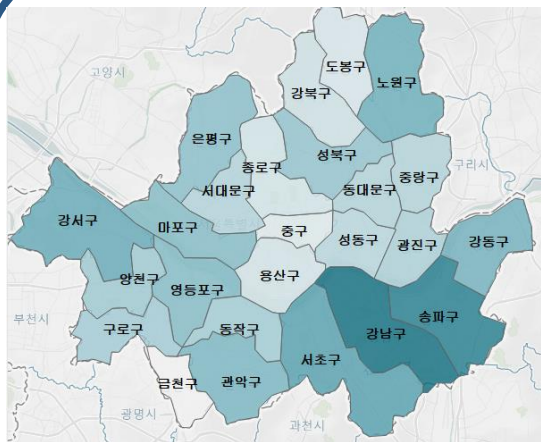 도봉구
고양시
강북구
노원구
은평구
성북구
종로구
구리시
중랑구
서대문구
동대문구
강서구
마포구
중구
성동구
광진구
강동구
양천구
영등포구
용산구
부천시
구로구
동작구
강남구
송파구
서초구
금천구
관악구
광명시
과천시